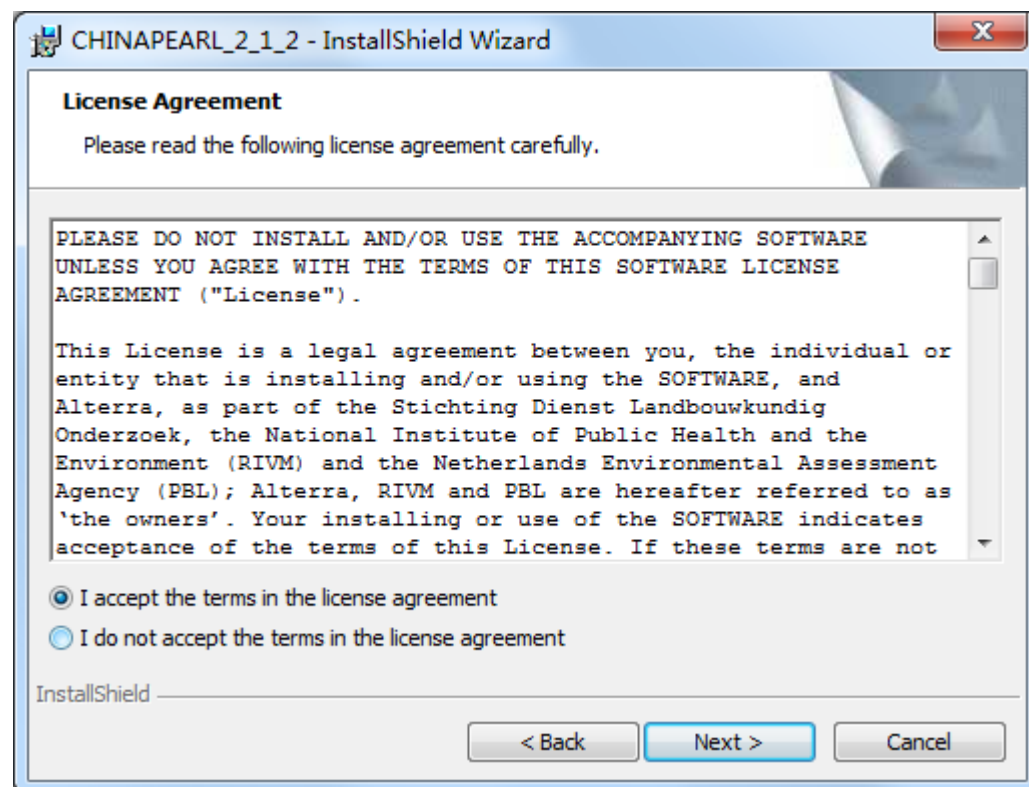 CHINAPEARL_2_1_2 - InstallShield Wizard
License Agreement
Please read the following license agreement carefully.
PLEASE DO NOT INSTALL AND/OR USE THE ACCOMPANYING SOFTWARE
UNLESS YOU AGREE WITH THE TERMS OF THIS SOFTWARE LICENSE
AGREEMENT ("License").
This License is a legal agreement between you, the individual or
entity that is installing and/or using the SOFTWARE, and
Alterra, as part of the Stichting Dienst Landbouwkundig
Onderzoek, the National Institute of Public Health and the
Environment (RIVM) and the Netherlands Environmental Assessment
Agency (PBL); Alterra, RIVM and PBL are hereafter referred to as
‘the owners’. Your installing or use of the SOFTWARE indicates
acceptance of the terms of this License. If these terms are not
I accept the terms in the license agreement
I do not accept the terms in the license agreement
InstallShield
< Back
Next >
Cancel